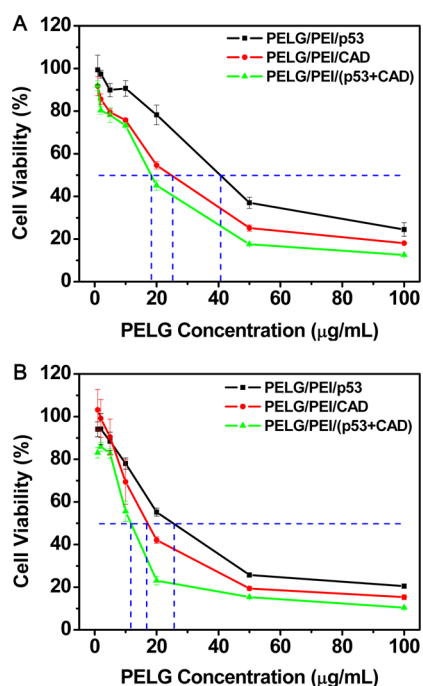 A
PELG/PEI/p53
PELG/PEI/CAD
PELG/PEI/(p53+CAD)
120
100
80
60
40
20
0
Cell Viability (%)
0 20 40 60 80 100
PELG Concentration (μg/mL)
B
PELG/PEI/p53
PELG/PEI/CAD
PELG/PEI/(p53+CAD)
120
100
80
60
40
20
0
Cell Viability (%)
0 20 40 60 80 100
PELG Concentration (μg/mL)